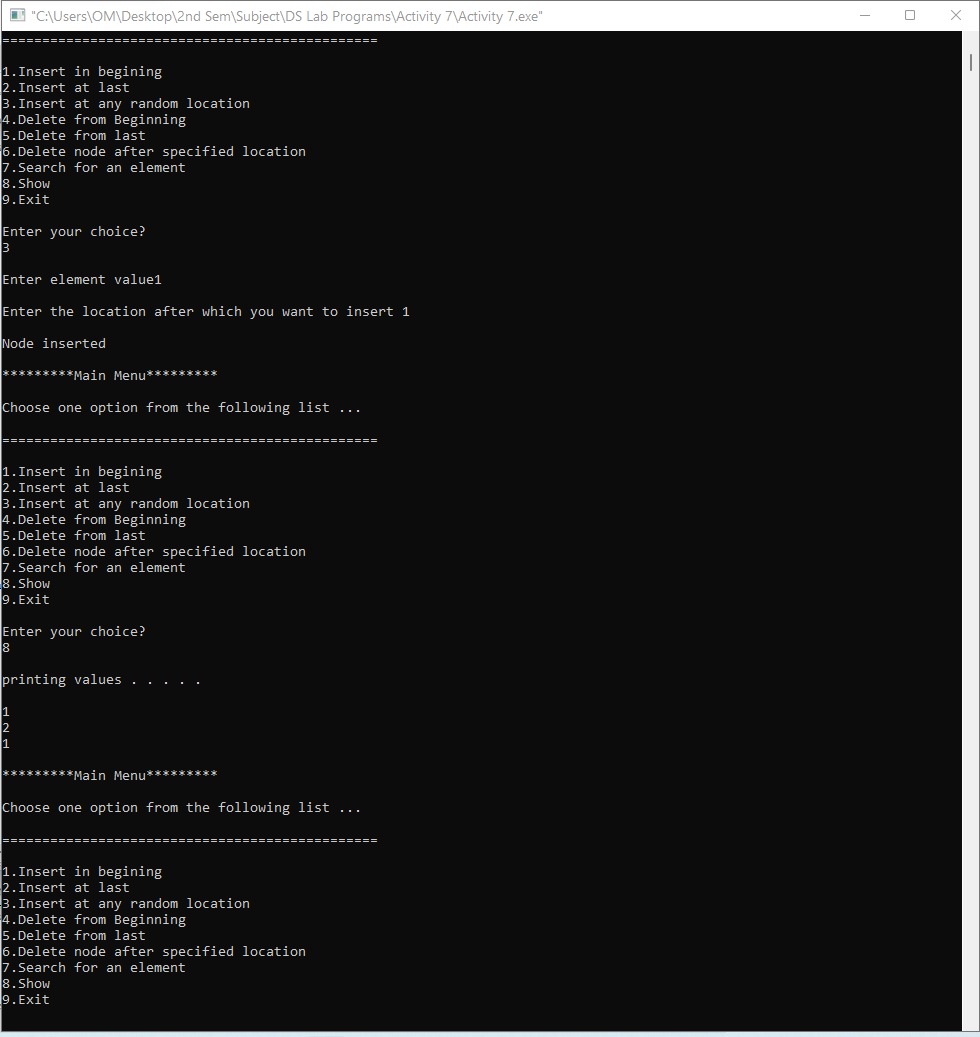 "C:\Users\OM\Desktop\2nd Sem\Subject\DS Lab Programs\Activity 7\Activity 7.exe"
===============================================
1.Insert in begining
2.Insert at last
3.Insert at any random location
4.Delete from Beginning
5.Delete from last
6.Delete node after specified location
7.Search for an element
8.Show
9.Exit
Enter your choice?
3
Enter element value1
Enter the location after which you want to insert 1
Node inserted
*********Main Menu*********
Choose one option from the following list ...
===============================================
1.Insert in begining
2.Insert at last
3.Insert at any random location
4.Delete from Beginning
5.Delete from last
6.Delete node after specified location
7.Search for an element
8.Show
9.Exit
Enter your choice?
8
printing values . . . . .
1
2
1
*********Main Menu*********
Choose one option from the following list ...
===============================================
1.Insert in begining
2.Insert at last
3.Insert at any random location
4.Delete from Beginning
5.Delete from last
6.Delete node after specified location
7.Search for an element
8.Show
9.Exit